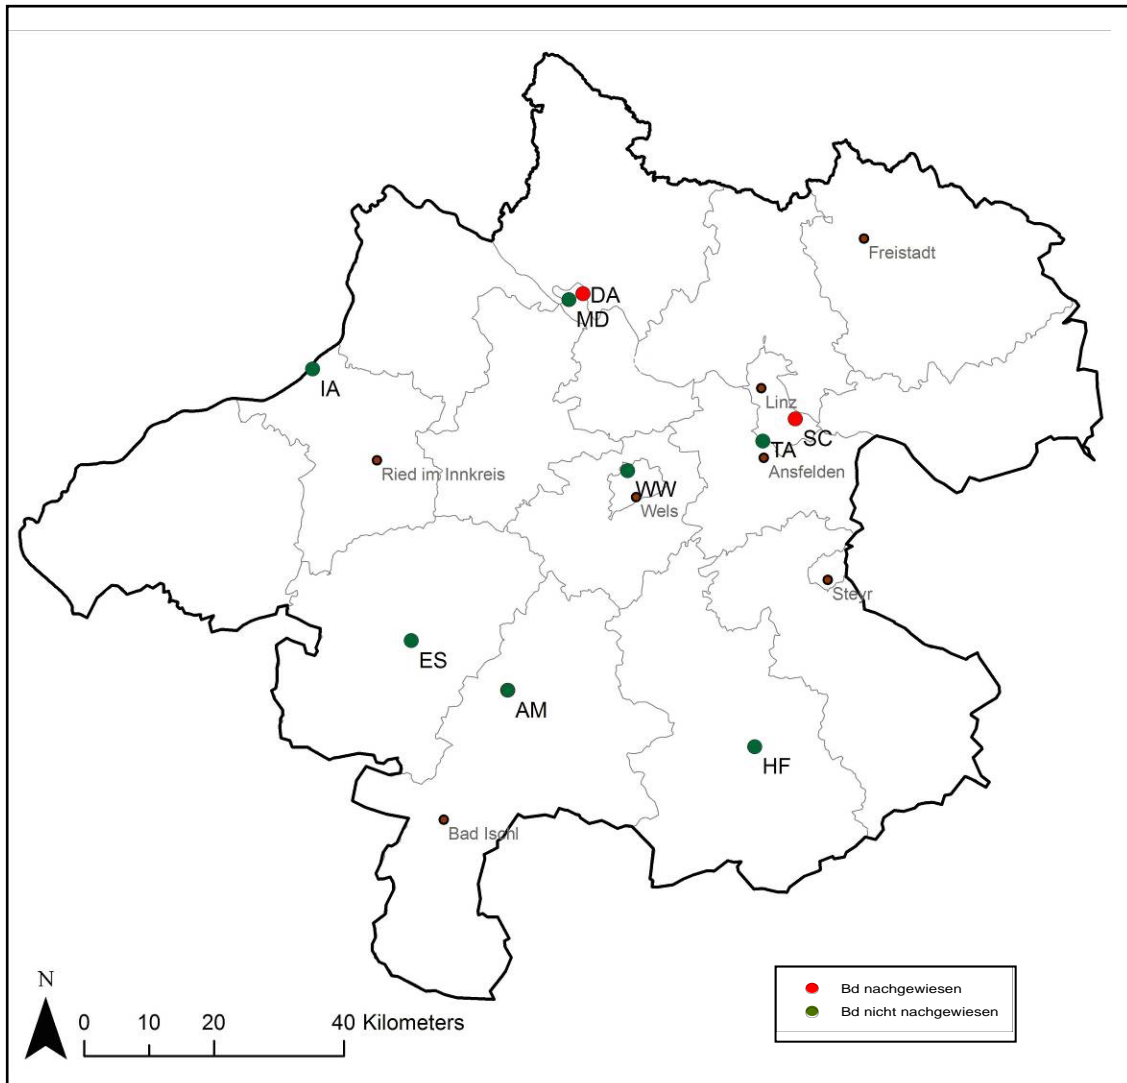 Freistadt
DA
MD
IA
Linz
SC
TA
Ansfelden
Ried im Innkreis
WW
Wels
Steyr
ES
AM
HF
Bad Ischl
N
0 10 20 40 Kilometers
Bd nachgewiesen
Bd nicht nachgewiesen